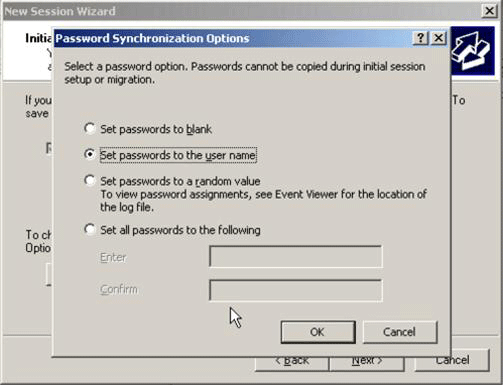 New Session Wizard
Initia
Password Synchronization Options
Select a password option. Passwords cannot be copied during initial session
setup or migration.
If you
To
save
Set passwords to blank
Set passwords to the user name
Set passwords to a random value
To view password assignments, see Event Viewer for the location of
the log file.
Set all passwords to the following
To ch
Optio
Enter
Confirm
OK
Cancel
< Back
Next >
Cancel